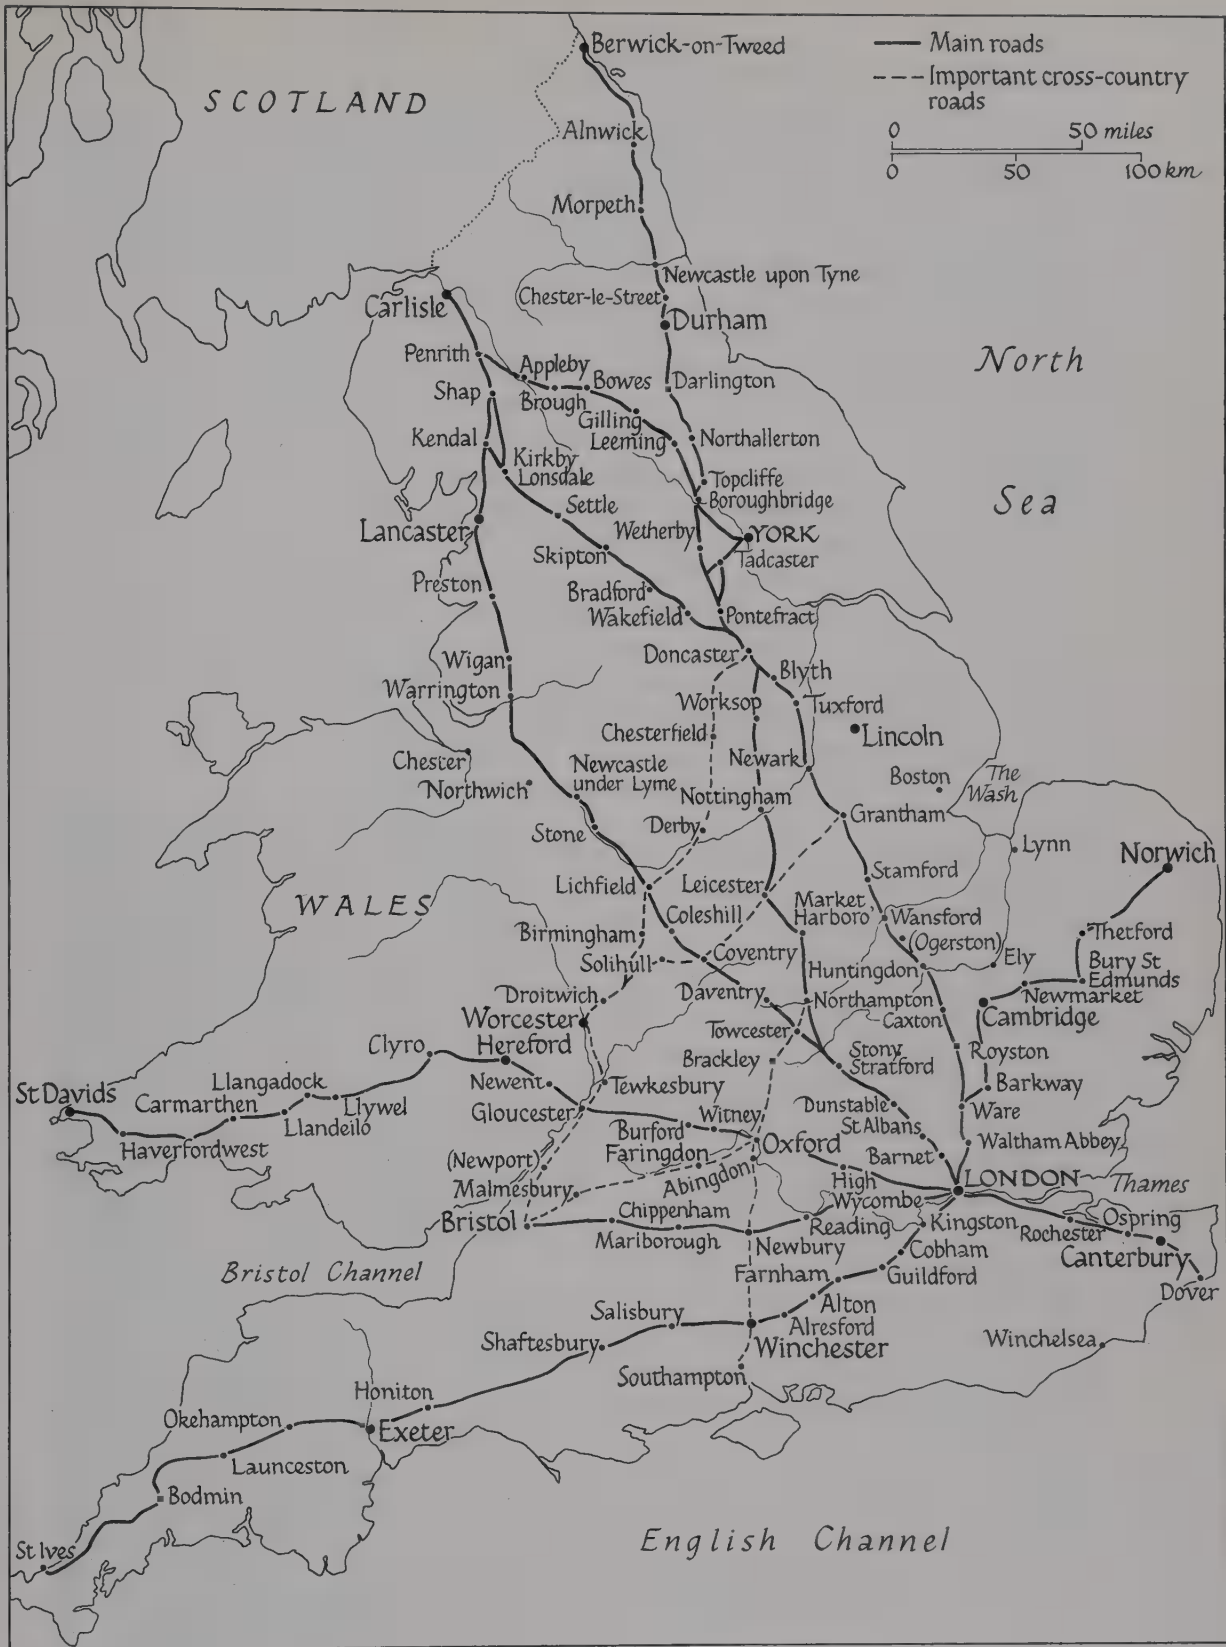 Berwick-on-Tweed
Main roads
Important cross-country
roads
SCOTLAND
0 50 miles
0 50 100 km
Alnwick
Morpeth
Newcastle upon Tyne
Chester-le-Street
Carlisle
Durham
North
Sea
Penrith
Appleby
Bowes
Darlington
Shap
Brough
Gilling
Leeming
Northallerton
Kendal
Kirkby
Lonsdale
Topcliffe
Boroughbridge
Settle
Lancaster
Wetherby
YORK
Skipton
Tadcaster
Preston
Bradford
Wakefield
Pontefract
Doncaster
Wigan
Blyth
Warrington
Worksop
Tuxford
Chesterfield
Lincoln
Chester
Newcastle
under Lyme
Newark
Northwich
Boston
The
Wash
Nottingham
Stone
Derby
Grantham
Lynn
Norwich
Lichfield
Leicester
Stamford
WALES
Coleshill
Market
Harboro'
Wansford
(Ogerston)
Thetford
Birmingham
Solihull
Coventry
Huntingdon
Ely
Bury St
Edmunds
Newmarket
Droitwich
Daventry
Northampton
Caxton
Cambridge
Worcester
Towcester
Hereford
Clyro
Brackley
Stony
Stratford
Royston
Newent
Tewkesbury
Barkway
St Davids
Llangadock
Carmarthen
Llywel
Llandeilo
Gloucester
Dunstable
Ware
Witney
Burford
St Albans
Haverfordwest
Oxford
Waltham Abbey
(Newport)
Faringdon
Abingdon
Barnet
High
Wycombe
LONDON
Thames
Malmesbury
Bristol
Chippenham
Marlborough
Reading
Newbury
Kingston
Rochester
Ospring
Canterbury
Cobham
Guildford
Bristol Channel
Farnham
Dover
Alton
Alresford
Salisbury
Shaftesbury
Winchester
Winchelsea
Southampton
Honiton
Okehampton
Exeter
Launceston
Bodmin
St Ives
English Channel